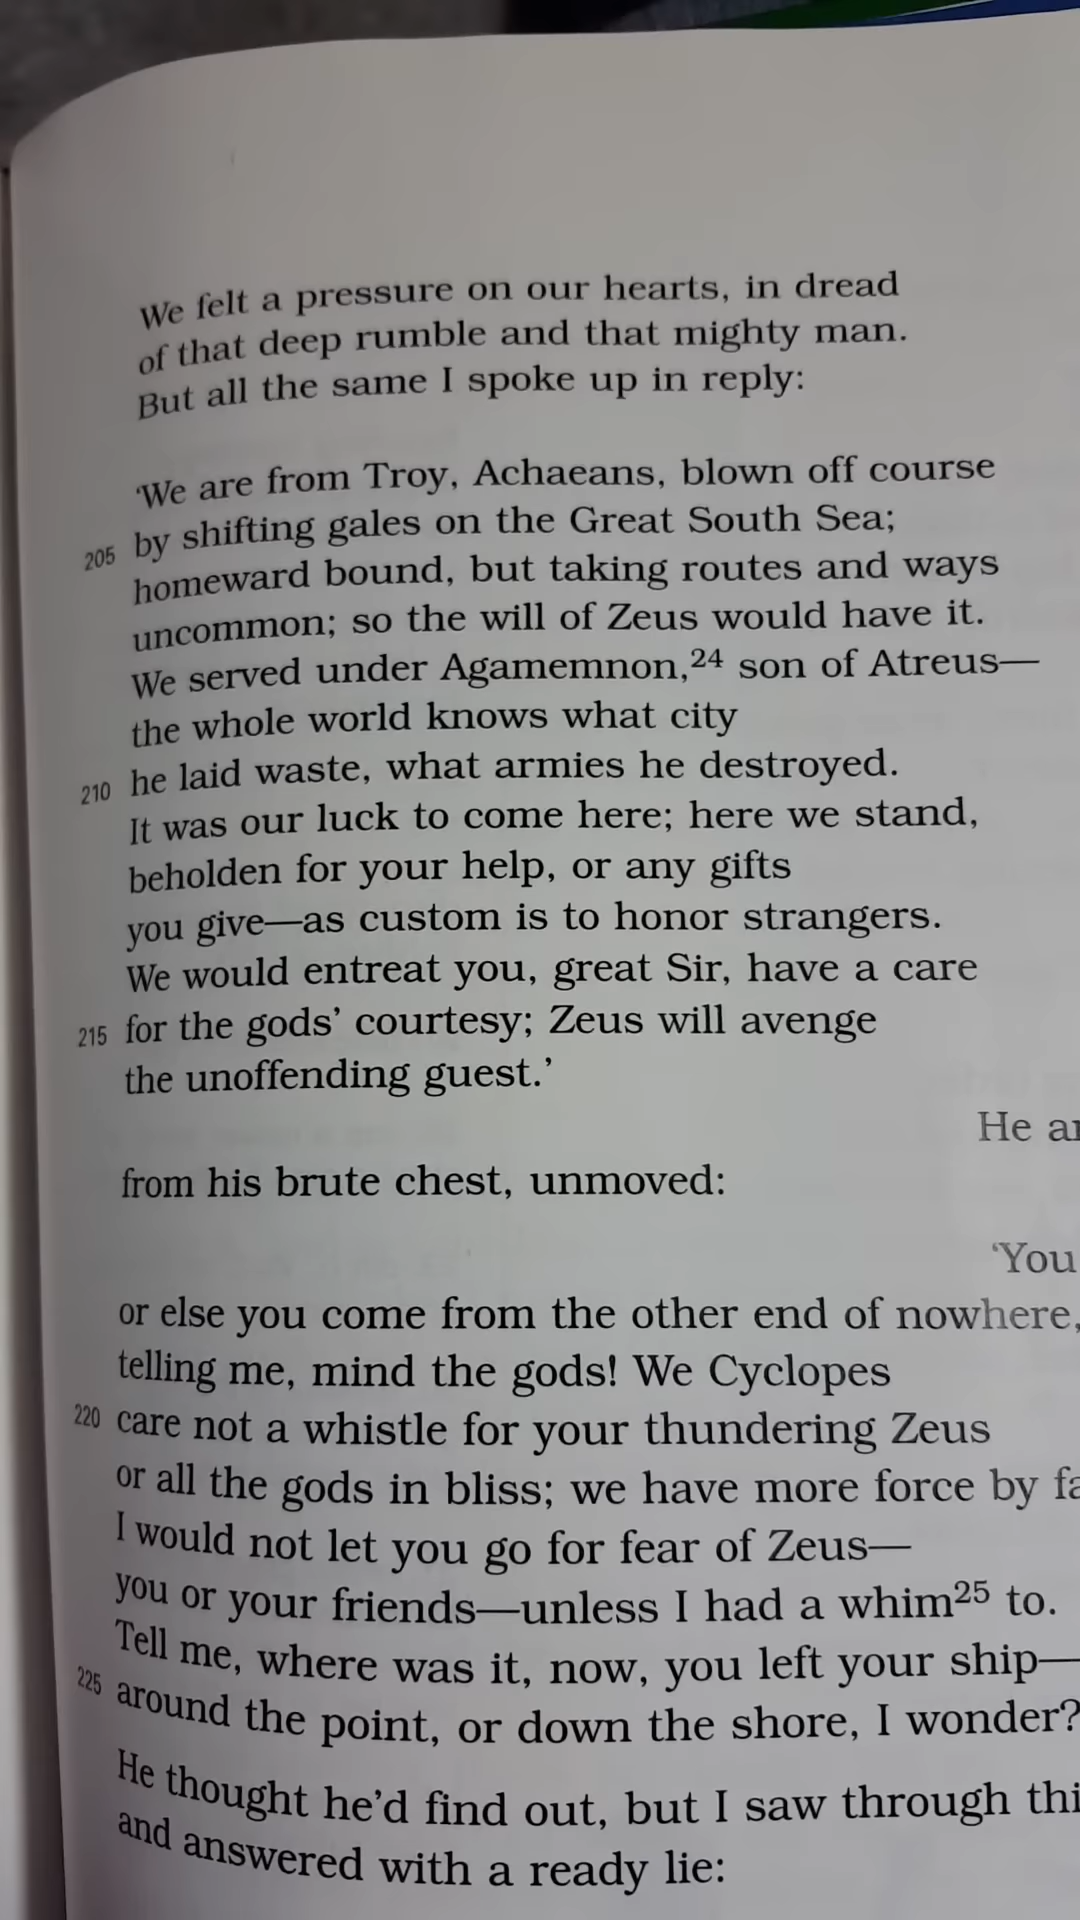 We felt a pressure on our hearts, in dread
of that deep rumble and that mighty man.
But all the same I spoke up in reply:
‘We are from Troy, Achaeans, blown off course
205 by shifting gales on the Great South Sea;
homeward bound, but taking routes and ways
uncommon; so the will of Zeus would have it.
We served under Agamemnon,24 son of Atreus—
the whole world knows what city
210 he laid waste, what armies he destroyed.
It was our luck to come here; here we stand,
beholden for your help, or any gifts
you give—as custom is to honor strangers.
We would entreat you, great Sir, have a care
215 for the gods’ courtesy; Zeus will avenge
the unoffending guest.’
He
from his brute chest, unmoved:
‘You
or else you come from the other end of nowhere,
telling me, mind the gods! We Cyclopes
220 care not a whistle for your thundering Zeus
or all the gods in bliss; we have more force by
I would not let you go for fear of Zeus—
you or your friends—unless I had a whim25 to.
Tell me, where was it, now, you left your ship—
225 around the point, or down the shore, I wonder?
He thought he’d find out, but I saw through
and answered with a ready lie: